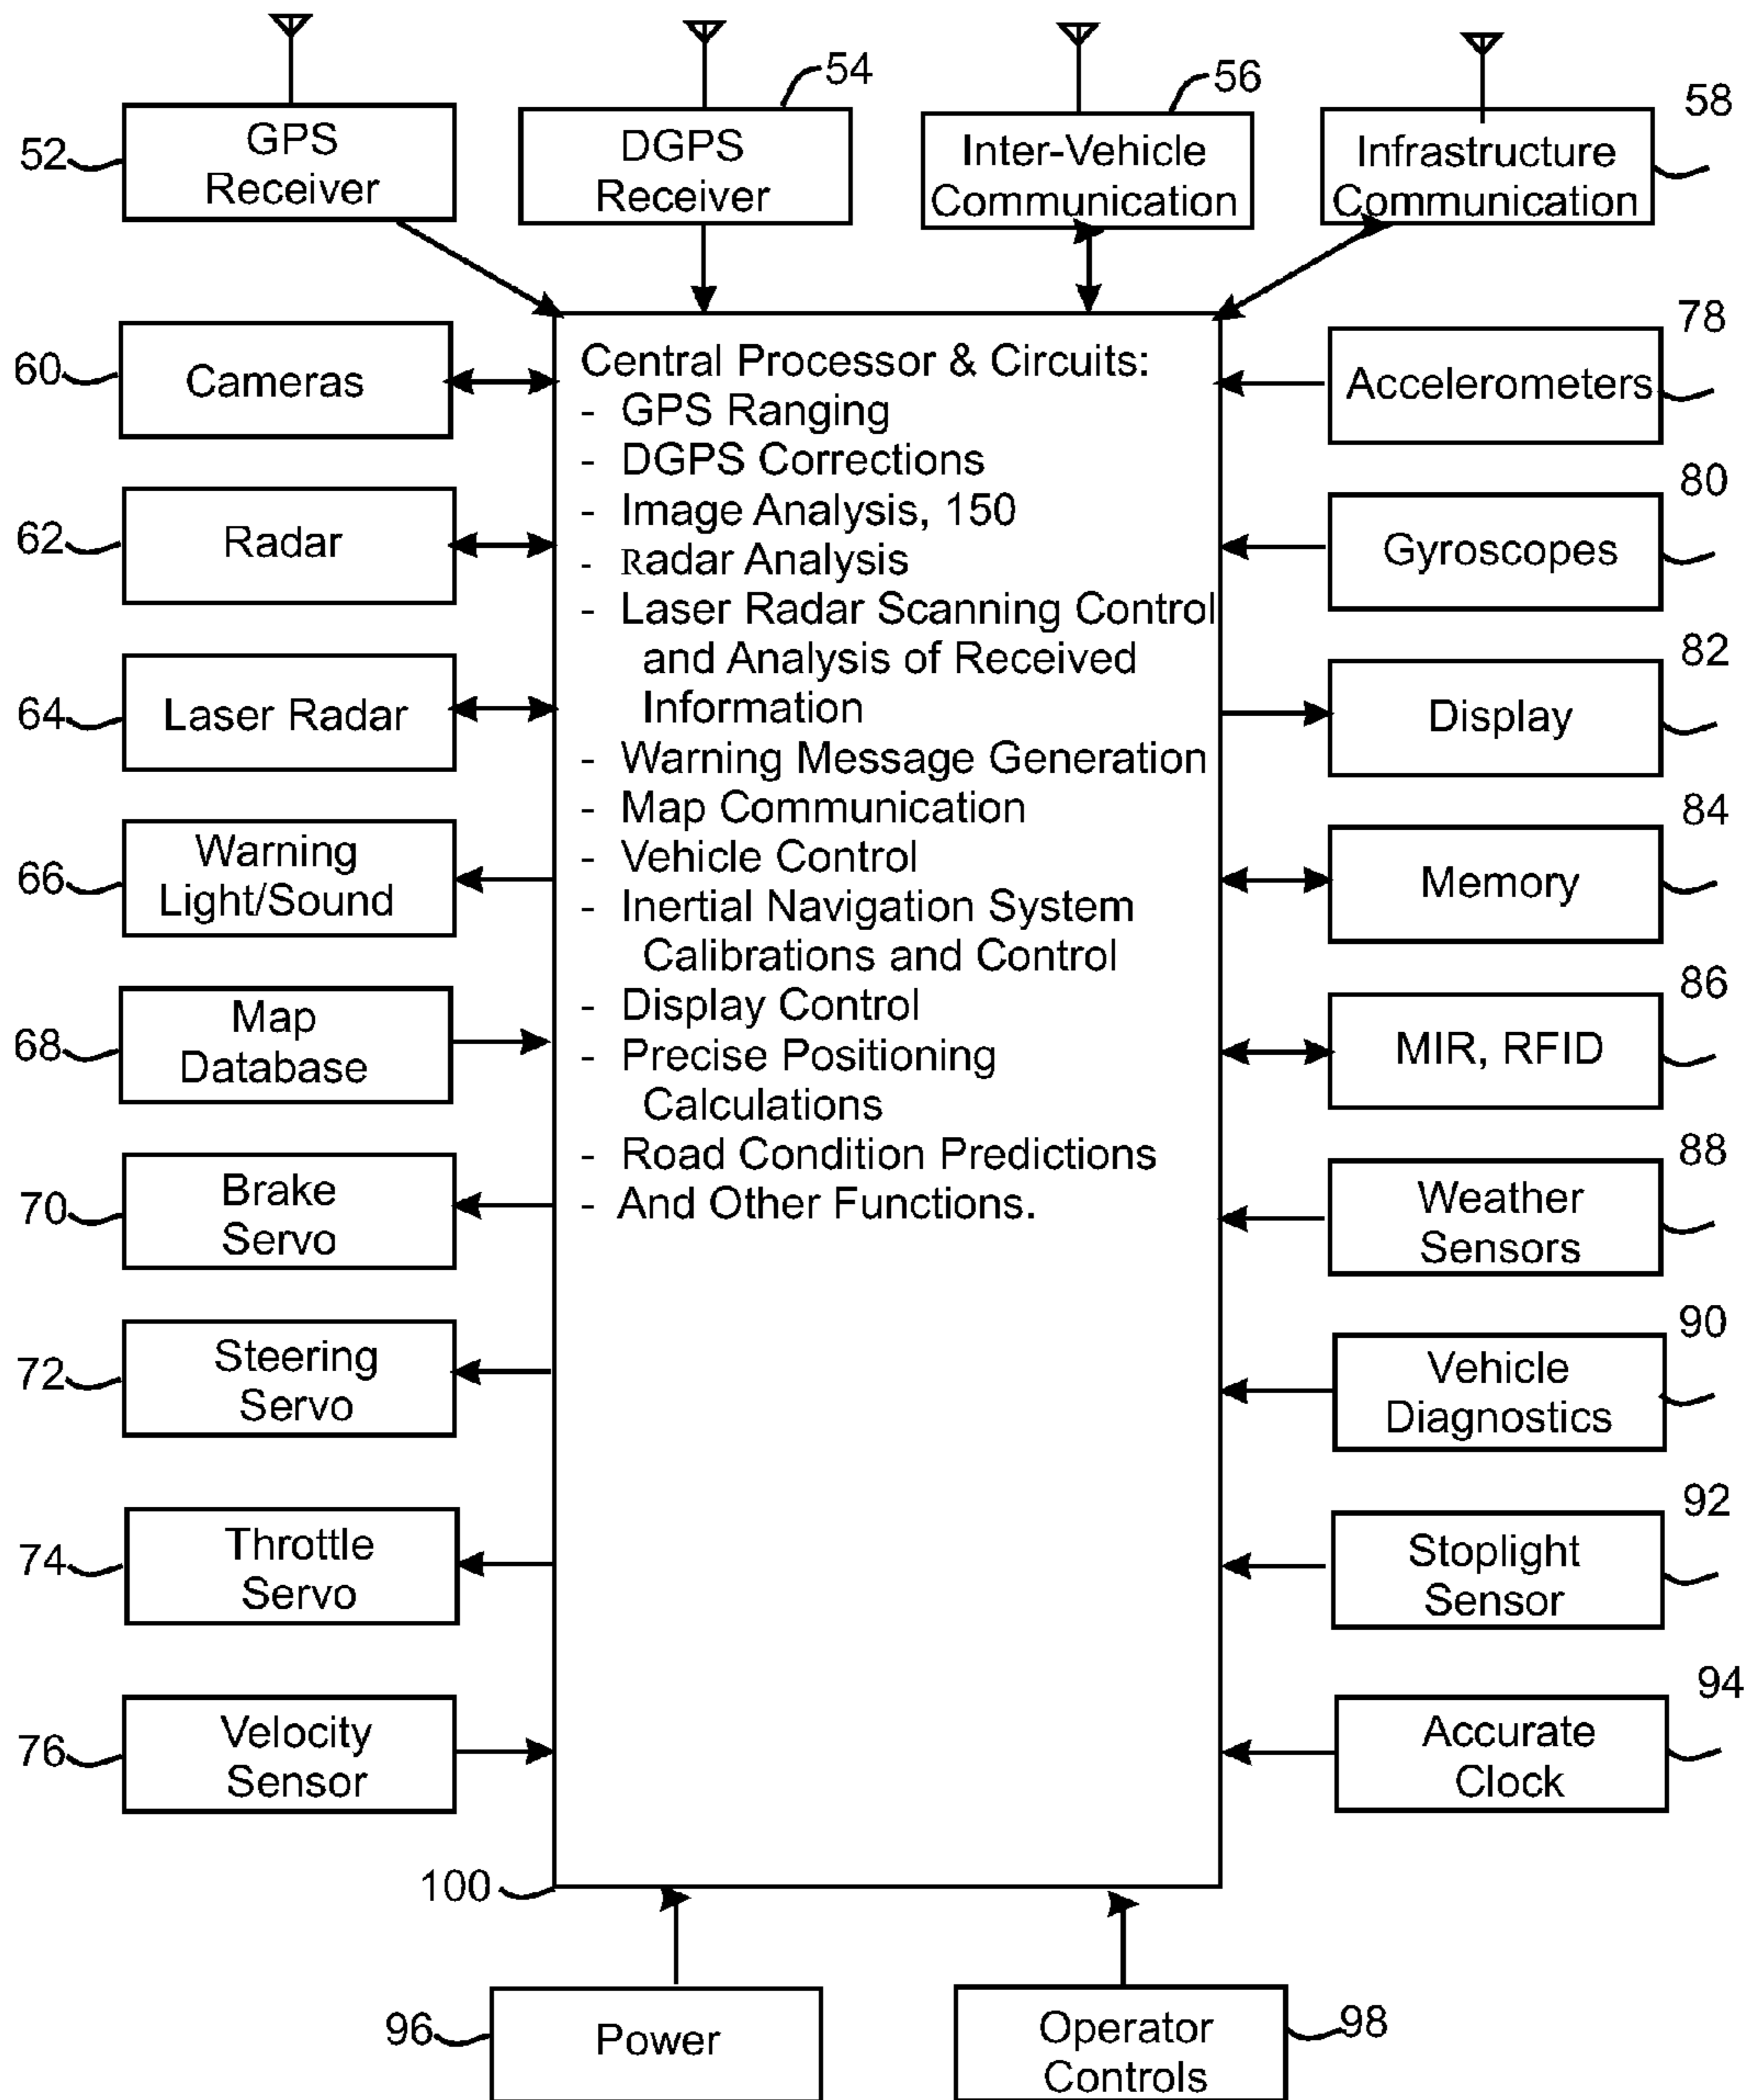 54
56
58
52
GPS
Receiver
DGPS
Receiver
Inter-Vehicle
Communication
Infrastructure
Communication
60
Cameras
62
Radar
64
Laser Radar
66
Warning
Light/Sound
68
Map
Database
70
Brake
Servo
72
Steering
Servo
74
Throttle
Servo
76
Velocity
Sensor
Central Processor & Circuits:
- GPS Ranging
- DGPS Corrections
- Image Analysis, 150
- Radar Analysis
- Laser Radar Scanning Control
and Analysis of Received
Information
- Warning Message Generation
- Map Communication
- Vehicle Control
- Inertial Navigation System
Calibrations and Control
- Display Control
- Precise Positioning
Calculations
- Road Condition Predictions
- And Other Functions.
100
78
Accelerometers
80
Gyroscopes
82
Display
84
Memory
86
MIR, RFID
88
Weather
Sensors
90
Vehicle
Diagnostics
92
Stoplight
Sensor
94
Accurate
Clock
96
Power
Operator
Controls
98